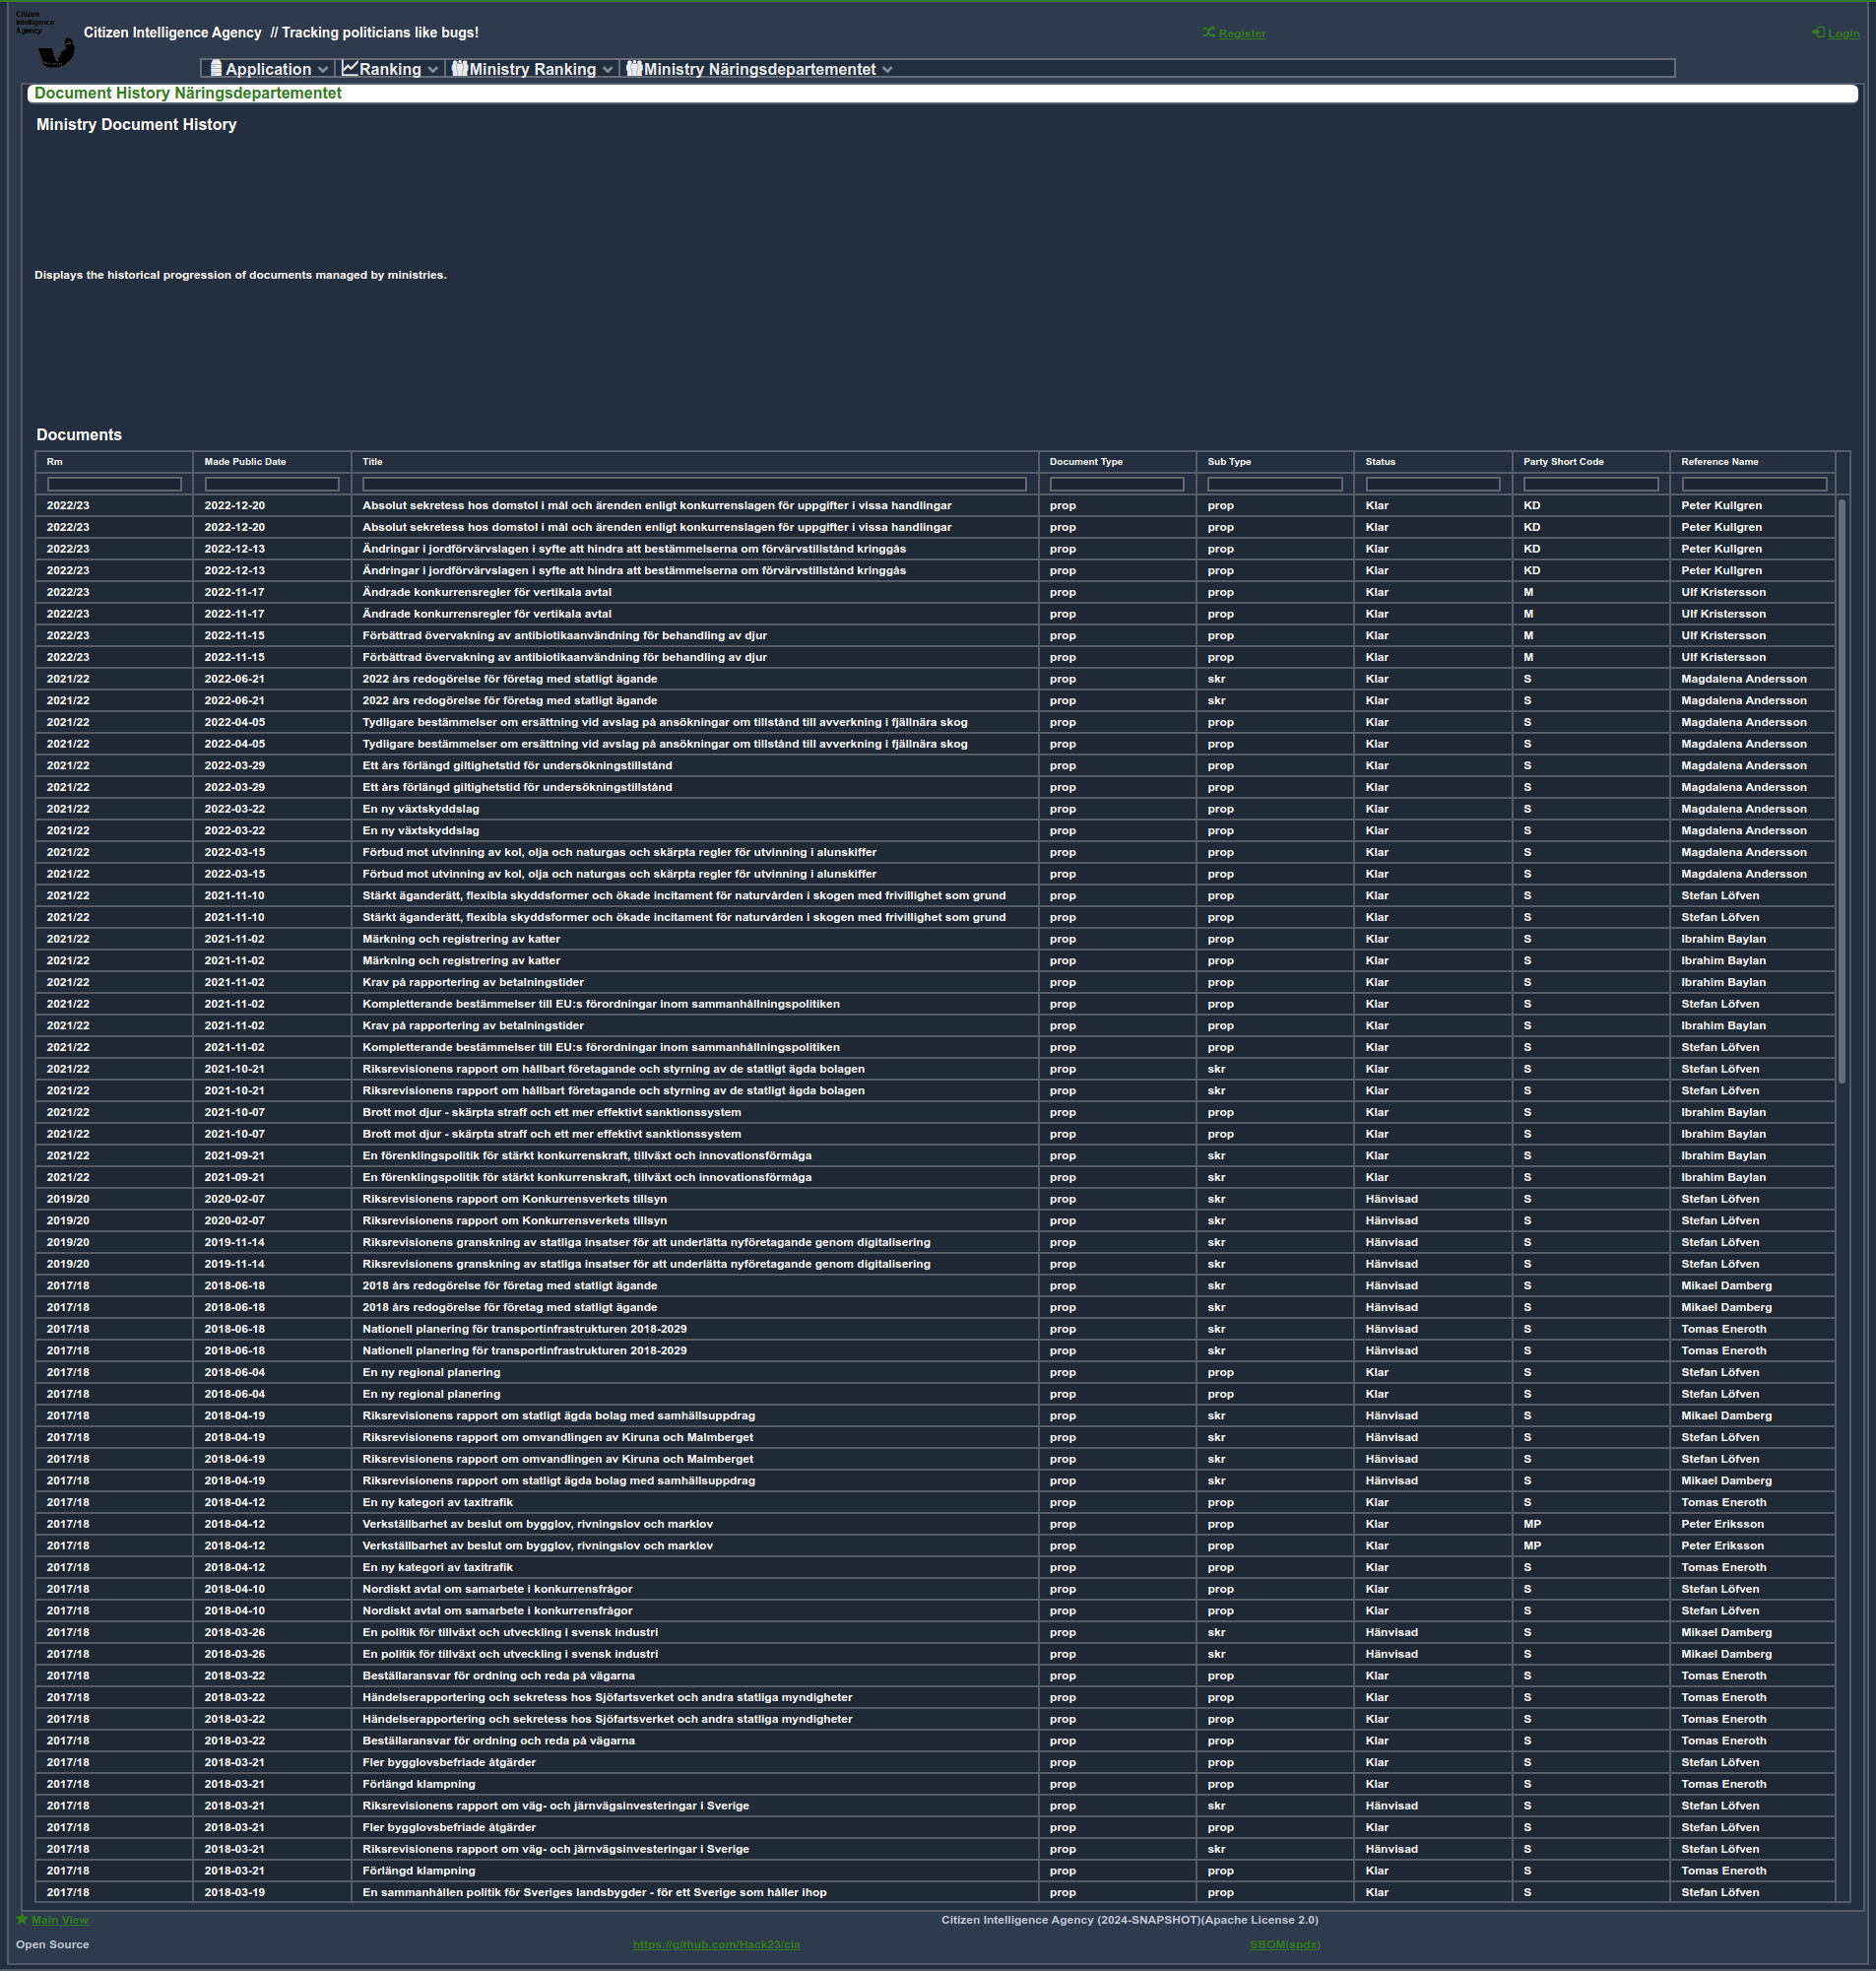 Citizen
Intelligence
Agency
Citizen Intelligence Agency // Tracking politicians like bugs!
Register
Login
Application Ranking Ministry Ranking Ministry Näringsdepartementet
Document History Näringsdepartementet
Ministry Document History
Displays the historical progression of documents managed by ministries.
Documents
Rm Made Public Date Title Document Type Sub Type Status Party Short Code Reference Name
2022/23 2022-12-20 Absolut sekretess hos domstol i mål och ärenden enligt konkurrenslagen för uppgifter i vissa handlingar prop prop Klar KD Peter Kullgren
2022/23 2022-12-20 Absolut sekretess hos domstol i mål och ärenden enligt konkurrenslagen för uppgifter i vissa handlingar prop prop Klar KD Peter Kullgren
2022/23 2022-12-13 Ändringar i jordförvärvslagen i syfte att hindra att bestämmelserna om förvärvstillstånd kringgås prop prop Klar KD Peter Kullgren
2022/23 2022-12-13 Ändringar i jordförvärvslagen i syfte att hindra att bestämmelserna om förvärvstillstånd kringgås prop prop Klar KD Peter Kullgren
2022/23 2022-11-17 Ändrade konkurrensregler för vertikala avtal prop prop Klar M Ulf Kristersson
2022/23 2022-11-17 Ändrade konkurrensregler för vertikala avtal prop prop Klar M Ulf Kristersson
2022/23 2022-11-15 Förbättrad övervakning av antibiotikaanvändning för behandling av djur prop prop Klar M Ulf Kristersson
2022/23 2022-11-15 Förbättrad övervakning av antibiotikaanvändning för behandling av djur prop prop Klar M Ulf Kristersson
2021/22 2022-06-21 2022 års redogörelse för företag med statligt ägande prop skr Klar S Magdalena Andersson
2021/22 2022-06-21 2022 års redogörelse för företag med statligt ägande prop skr Klar S Magdalena Andersson
2021/22 2022-04-05 Tydligare bestämmelser om ersättning vid avslag på ansökningar om tillstånd till avverkning i fjällnära skog prop prop Klar S Magdalena Andersson
2021/22 2022-04-05 Tydligare bestämmelser om ersättning vid avslag på ansökningar om tillstånd till avverkning i fjällnära skog prop prop Klar S Magdalena Andersson
2021/22 2022-03-29 Ett års förlängd giltighetstid för undersökningstillstånd prop prop Klar S Magdalena Andersson
2021/22 2022-03-29 Ett års förlängd giltighetstid för undersökningstillstånd prop prop Klar S Magdalena Andersson
2021/22 2022-03-22 En ny växtskyddslag prop prop Klar S Magdalena Andersson
2021/22 2022-03-22 En ny växtskyddslag prop prop Klar S Magdalena Andersson
2021/22 2022-03-15 Förbud mot utvinning av kol, olja och naturgas och skärpta regler för utvinning i alunskiffer prop prop Klar S Magdalena Andersson
2021/22 2022-03-15 Förbud mot utvinning av kol, olja och naturgas och skärpta regler för utvinning i alunskiffer prop prop Klar S Magdalena Andersson
2021/22 2021-11-10 Stärkt äganderätt, flexibla skyddsformer och ökade incitament för naturvården i skogen med frivillighet som grund prop prop Klar S Stefan Löfven
2021/22 2021-11-10 Stärkt äganderätt, flexibla skyddsformer och ökade incitament för naturvården i skogen med frivillighet som grund prop prop Klar S Stefan Löfven
2021/22 2021-11-02 Märkning och registrering av katter prop prop Klar S Ibrahim Baylan
2021/22 2021-11-02 Märkning och registrering av katter prop prop Klar S Ibrahim Baylan
2021/22 2021-11-02 Krav på rapportering av betalningstider prop prop Klar S Ibrahim Baylan
2021/22 2021-11-02 Kompletterande bestämmelser till EU:s förordningar inom sammanhållningspolitiken prop prop Klar S Stefan Löfven
2021/22 2021-11-02 Krav på rapportering av betalningstider prop prop Klar S Ibrahim Baylan
2021/22 2021-11-02 Kompletterande bestämmelser till EU:s förordningar inom sammanhållningspolitiken prop prop Klar S Stefan Löfven
2021/22 2021-10-21 Riksrevisionens rapport om hållbart företagande och styrning av de statligt ägda bolagen prop skr Klar S Stefan Löfven
2021/22 2021-10-21 Riksrevisionens rapport om hållbart företagande och styrning av de statligt ägda bolagen prop skr Klar S Stefan Löfven
2021/22 2021-10-07 Brott mot djur - skärpta straff och ett mer effektivt sanktionssystem prop prop Klar S Ibrahim Baylan
2021/22 2021-10-07 Brott mot djur - skärpta straff och ett mer effektivt sanktionssystem prop prop Klar S Ibrahim Baylan
2021/22 2021-09-21 En förenklingspolitik för stärkt konkurrenskraft, tillväxt och innovationsförmåga prop skr Klar S Ibrahim Baylan
2021/22 2021-09-21 En förenklingspolitik för stärkt konkurrenskraft, tillväxt och innovationsförmåga prop skr Klar S Ibrahim Baylan
2019/20 2020-02-07 Riksrevisionens rapport om Konkurrensverkets tillsyn prop skr Hänvisad S Stefan Löfven
2019/20 2020-02-07 Riksrevisionens rapport om Konkurrensverkets tillsyn prop skr Hänvisad S Stefan Löfven
2019/20 2019-11-14 Riksrevisionens granskning av statliga insatser för att underlätta nyföretagande genom digitalisering prop skr Hänvisad S Stefan Löfven
2019/20 2019-11-14 Riksrevisionens granskning av statliga insatser för att underlätta nyföretagande genom digitalisering prop skr Hänvisad S Stefan Löfven
2017/18 2018-06-18 2018 års redogörelse för företag med statligt ägande prop skr Hänvisad S Mikael Damberg
2017/18 2018-06-18 2018 års redogörelse för företag med statligt ägande prop skr Hänvisad S Mikael Damberg
2017/18 2018-06-18 Nationell planering för transportinfrastrukturen 2018-2029 prop skr Hänvisad S Tomas Eneroth
2017/18 2018-06-18 Nationell planering för transportinfrastrukturen 2018-2029 prop skr Hänvisad S Tomas Eneroth
2017/18 2018-06-04 En ny regional planering prop prop Klar S Stefan Löfven
2017/18 2018-06-04 En ny regional planering prop prop Klar S Stefan Löfven
2017/18 2018-04-19 Riksrevisionens rapport om statligt ägda bolag med samhällsuppdrag prop skr Hänvisad S Mikael Damberg
2017/18 2018-04-19 Riksrevisionens rapport om omvandlingen av Kiruna och Malmberget prop skr Hänvisad S Stefan Löfven
2017/18 2018-04-19 Riksrevisionens rapport om omvandlingen av Kiruna och Malmberget prop skr Hänvisad S Stefan Löfven
2017/18 2018-04-19 Riksrevisionens rapport om statligt ägda bolag med samhällsuppdrag prop skr Hänvisad S Mikael Damberg
2017/18 2018-04-12 En ny kategori av taxitrafik prop prop Klar S Tomas Eneroth
2017/18 2018-04-12 Verkställbarhet av beslut om bygglov, rivningslov och marklov prop prop Klar MP Peter Eriksson
2017/18 2018-04-12 Verkställbarhet av beslut om bygglov, rivningslov och marklov prop prop Klar MP Peter Eriksson
2017/18 2018-04-12 En ny kategori av taxitrafik prop prop Klar S Tomas Eneroth
2017/18 2018-04-10 Nordiskt avtal om samarbete i konkurrensfrågor prop prop Klar S Stefan Löfven
2017/18 2018-04-10 Nordiskt avtal om samarbete i konkurrensfrågor prop prop Klar S Stefan Löfven
2017/18 2018-03-26 En politik för tillväxt och utveckling i svensk industri prop skr Hänvisad S Mikael Damberg
2017/18 2018-03-26 En politik för tillväxt och utveckling i svensk industri prop skr Hänvisad S Mikael Damberg
2017/18 2018-03-22 Beställaransvar för ordning och reda på vägarna prop prop Klar S Tomas Eneroth
2017/18 2018-03-22 Händelserapportering och sekretess hos Sjöfartsverket och andra statliga myndigheter prop prop Klar S Tomas Eneroth
2017/18 2018-03-22 Händelserapportering och sekretess hos Sjöfartsverket och andra statliga myndigheter prop prop Klar S Tomas Eneroth
2017/18 2018-03-22 Beställaransvar för ordning och reda på vägarna prop prop Klar S Tomas Eneroth
2017/18 2018-03-21 Fler bygglovsbefriade åtgärder prop prop Klar S Stefan Löfven
2017/18 2018-03-21 Förlängd klampning prop prop Klar S Tomas Eneroth
2017/18 2018-03-21 Riksrevisionens rapport om väg- och järnvägsinvesteringar i Sverige prop skr Hänvisad S Stefan Löfven
2017/18 2018-03-21 Fler bygglovsbefriade åtgärder prop prop Klar S Stefan Löfven
2017/18 2018-03-21 Riksrevisionens rapport om väg- och järnvägsinvesteringar i Sverige prop skr Hänvisad S Stefan Löfven
2017/18 2018-03-21 Förlängd klampning prop prop Klar S Tomas Eneroth
2017/18 2018-03-19 En sammanhållen politik för Sveriges landsbygder - för ett Sverige som håller ihop prop prop Klar S Stefan Löfven
Main View
Citizen Intelligence Agency (2024-SNAPSHOT)(Apache License 2.0)
Open Source
https://github.com/Hack23/cia
SBOM(spdx)